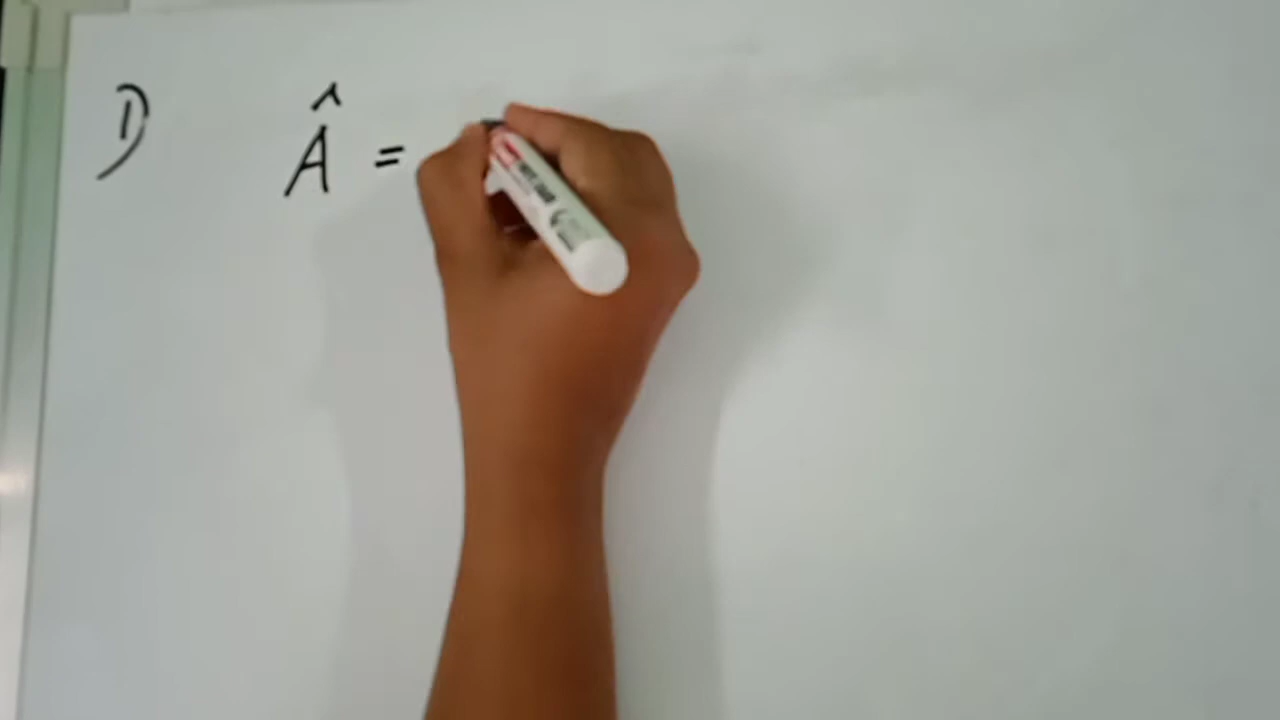 1) Â =